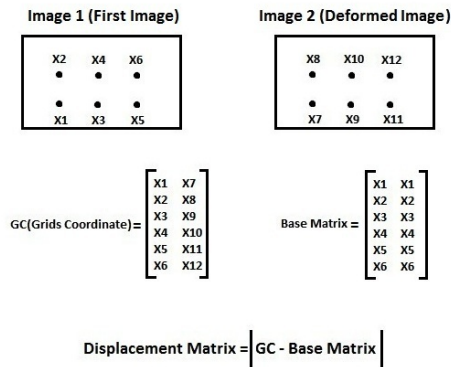 Image 1 (First Image)
Image 2 (Deformed Image)
X2 X4 X6
X1 X3 X5
X8 X10 X12
X7 X9 X11
GC(Grids Coordinate)=
X1 X7
X2 X8
X3 X9
X4 X10
X5 X11
X6 X12
Base Matrix =
X1 X1
X2 X2
X3 X3
X4 X4
X5 X5
X6 X6
Displacement Matrix = |GC - Base Matrix|